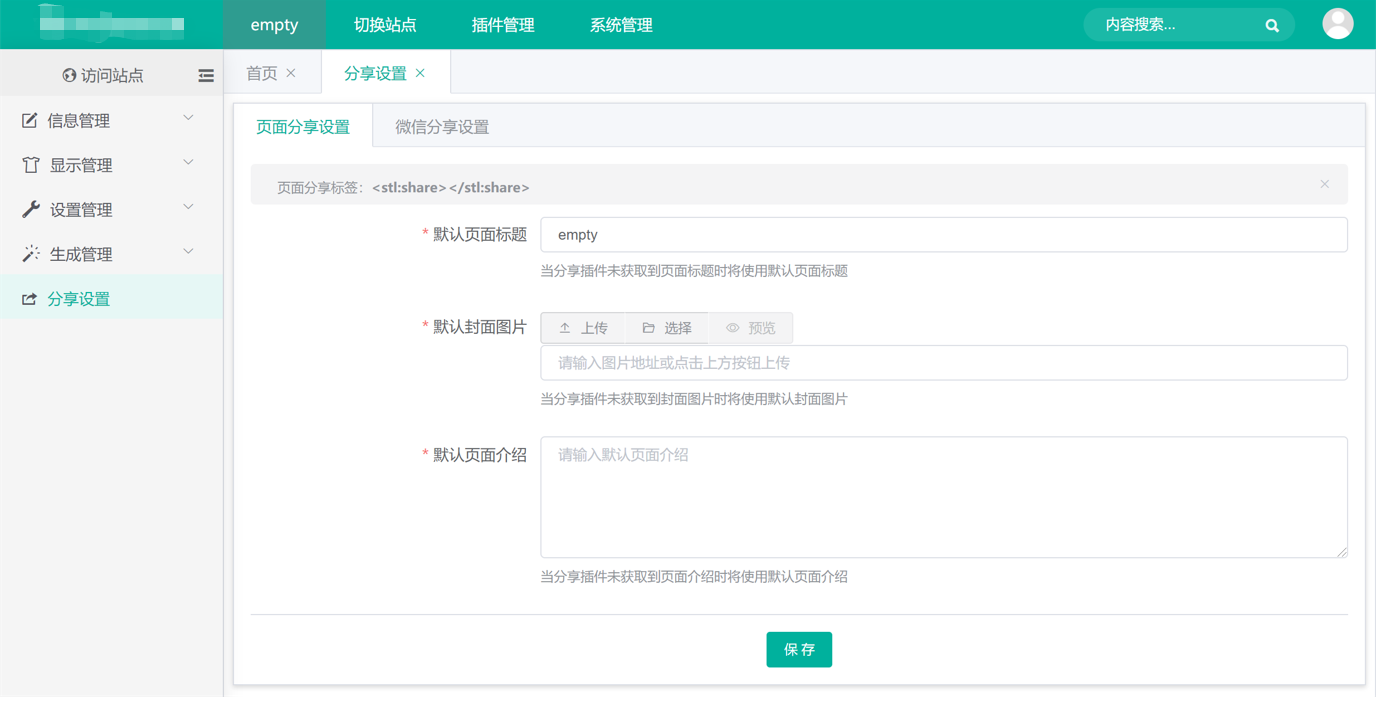 empty 切换站点 插件管理 系统管理 内容搜索...
访问站点
首页 分享设置
信息管理
显示管理
设置管理
生成管理
分享设置
页面分享设置 微信分享设置
页面分享标签: <stl:share></stl:share>
* 默认页面标题 empty
当分享插件未获取到页面标题时将使用默认页面标题
* 默认封面图片 上传 选择 预览
请输入图片地址或点击上方按钮上传
当分享插件未获取到封面图片时将使用默认封面图片
* 默认页面介绍 请输入默认页面介绍
当分享插件未获取到页面介绍时将使用默认页面介绍
保存